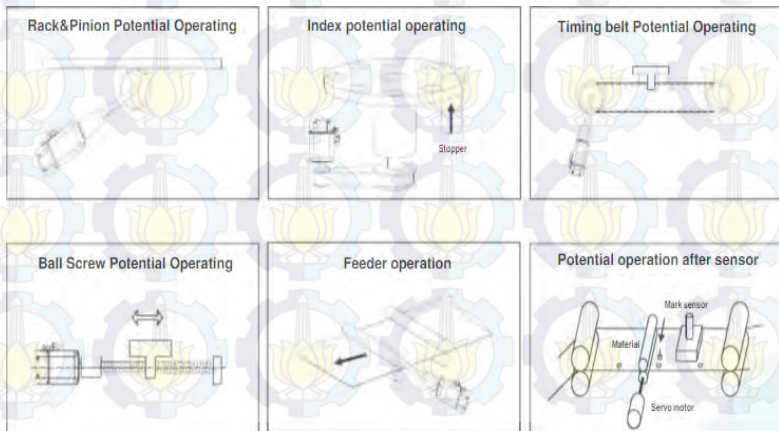 Rack&Pinion Potential Operating
Index potential operating
Timing belt Potential Operating
Stopper
Ball Screw Potential Operating
Feeder operation
Potential operation after sensor
Mark sensor
Material
Servo motor